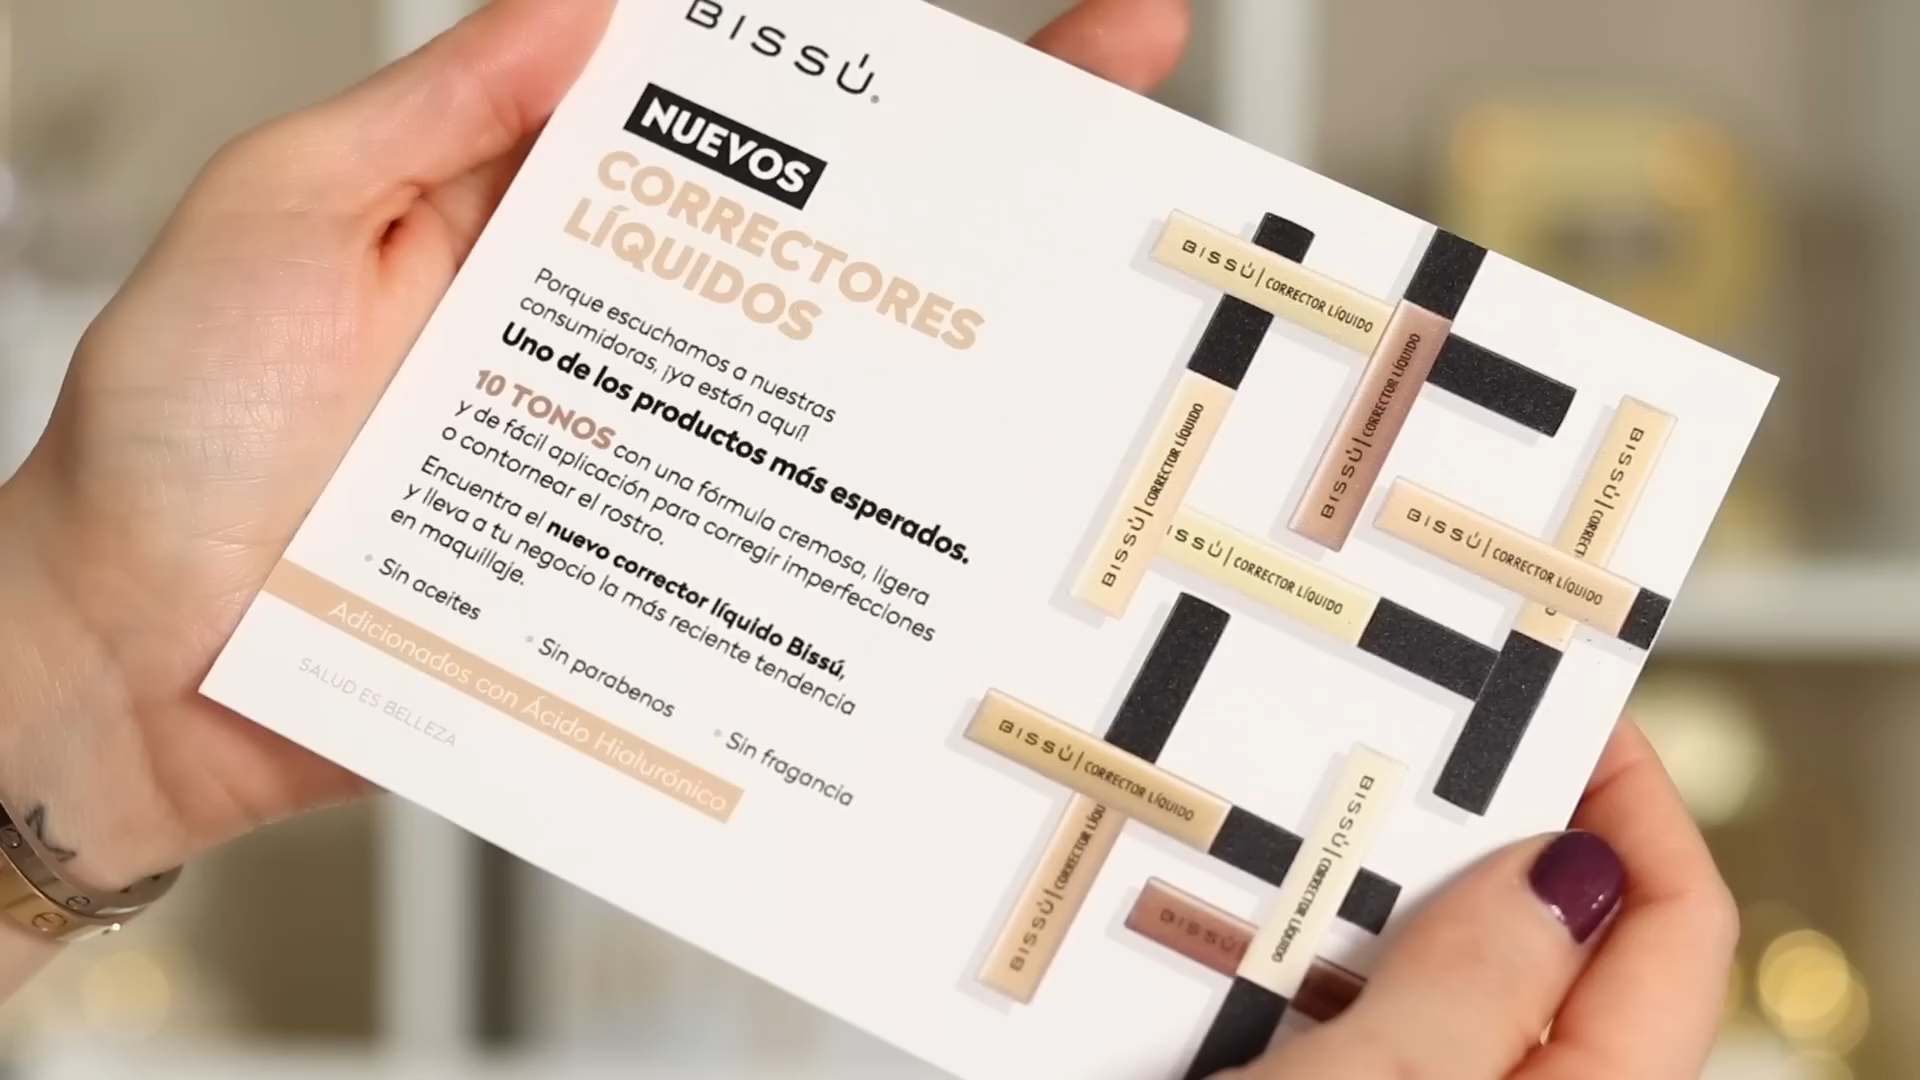 BISSÚ®
NUEVOS
CORRECTORES
LÍQUIDOS
Porque escuchamos a nuestras
consumidoras, ¡ya están aquí!
Uno de los productos más esperados.
10 TONOS con una fórmula cremosa, ligera
y de fácil aplicación para corregir imperfecciones
o contornear el rostro.
Encuentra el nuevo corrector líquido Bissú,
y lleva a tu negocio la más reciente tendencia
en maquillaje.
• Sin aceites
• Sin parabenos
• Sin fragancia
Adicionados con Ácido Hialurónico
SALUD ES BELLEZA
BISSÚ | CORRECTOR LÍQUIDO
BISSÚ | CORRECTOR LÍQUIDO
BISSÚ | CORRECTOR LÍQUIDO
BISSÚ | CORRECT
BISSÚ | CORRECTOR LÍQUIDO
ISSÚ | CORRECTOR LÍQUIDO
BISSÚ | CORRECTOR LÍQUIDO
BISSÚ | CORRECTOR LÍQU
BISSÚ | CORRECTOR LÍQUIDO
BISSÚ